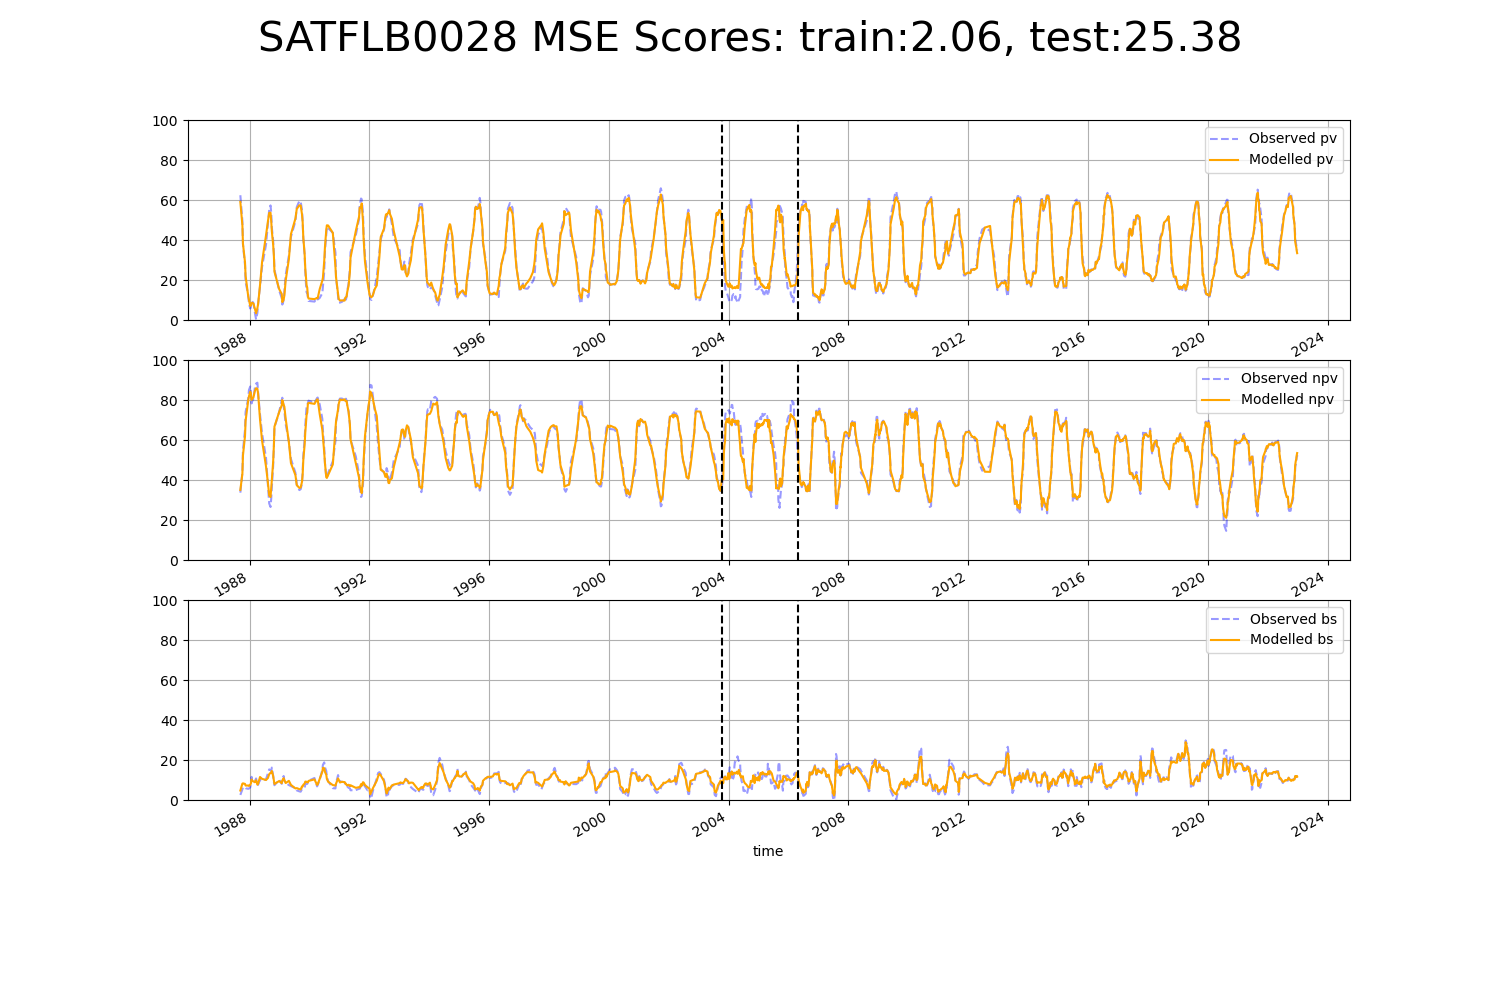 SATFLB0028 MSE Scores: train:2.06, test:25.38
100
80
60
40
20
0
Observed pv
Modelled pv
1988 1992 1996 2000 2004 2008 2012 2016 2020 2024
100
80
60
40
20
0
Observed npv
Modelled npv
1988 1992 1996 2000 2004 2008 2012 2016 2020 2024
100
80
60
40
20
0
Observed bs
Modelled bs
1988 1992 1996 2000 2004 2008 2012 2016 2020 2024
time